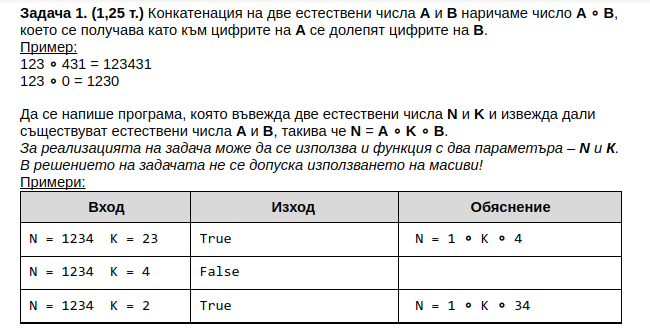 Задача 1. (1,25 т.) Конкатенация на две естествени числа A и B наричаме число A ∘ B,
което се получава като към цифрите на A се долепят цифрите на B.
Пример:
123 ∘ 431 = 123431
123 ∘ 0 = 1230
Да се напише програма, която въвежда две естествени числа N и K и извежда дали
съществуват естествени числа A и B, такива че N = A ∘ K ∘ B.
За реализацията на задача може да се използва и функция с два параметъра – N и K.
В решението на задачата не се допуска използването на масиви!
Примери:
Вход Изход Обяснение
N = 1234 K = 23 True N = 1 ∘ K ∘ 4
N = 1234 K = 4 False
N = 1234 K = 2 True N = 1 ∘ K ∘ 34